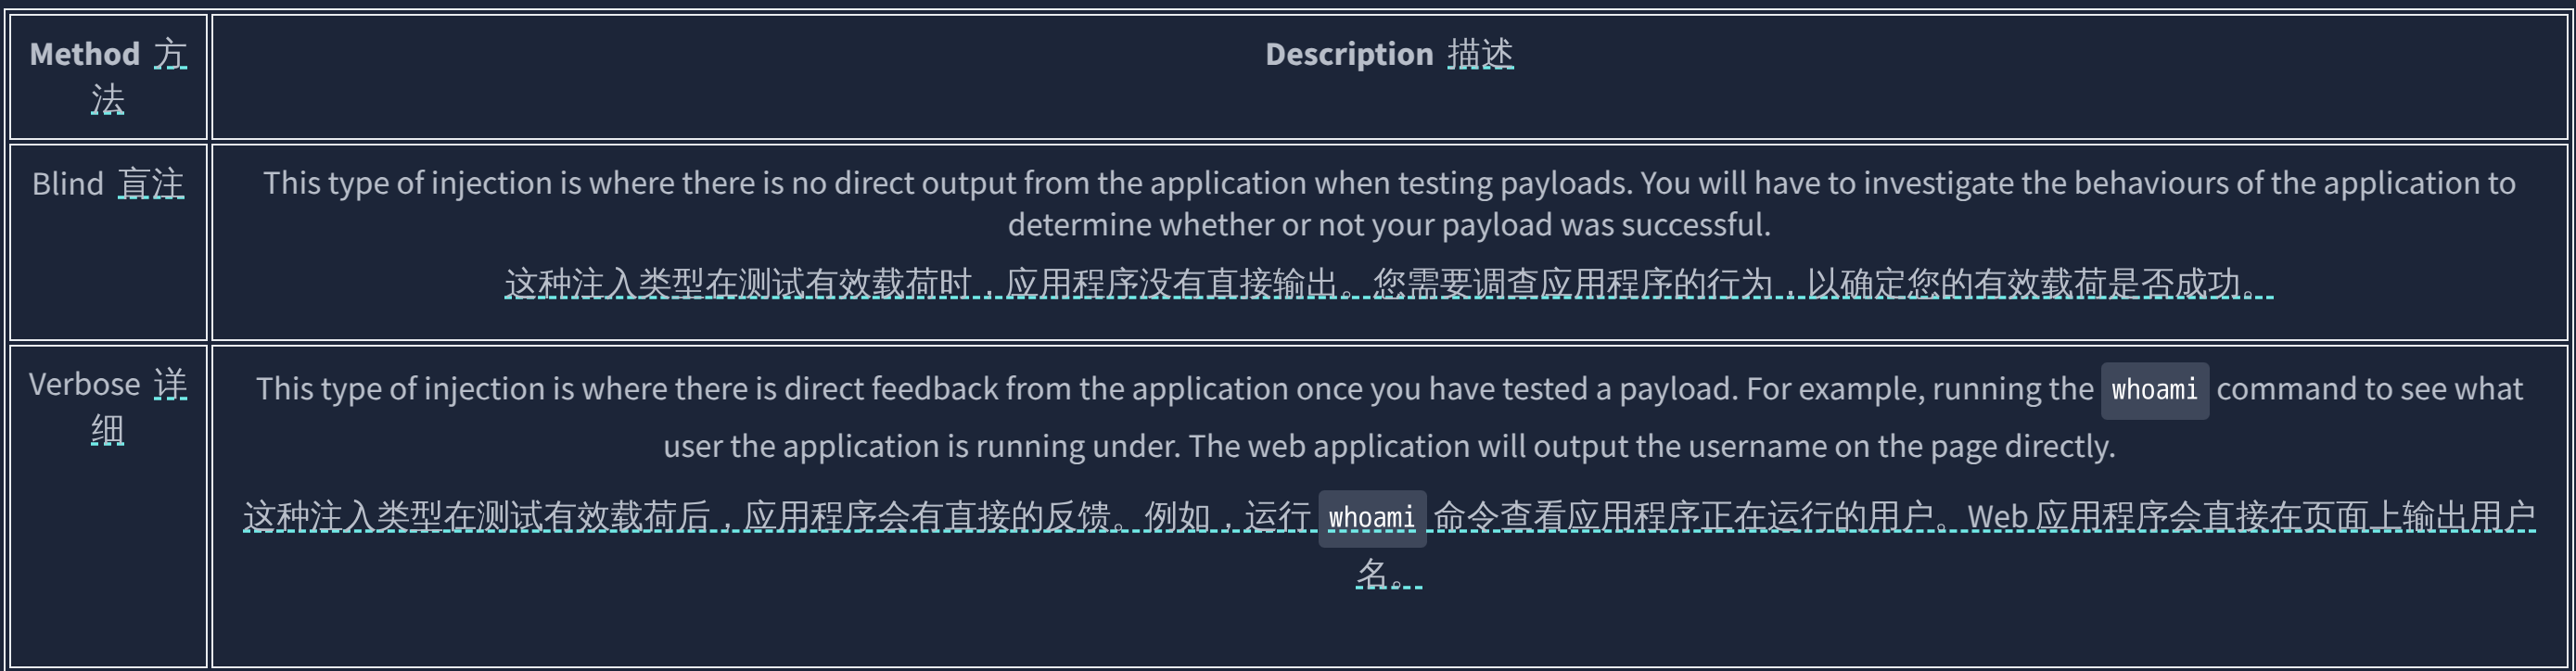 Method 方
法
Description 描述
Blind 盲注
This type of injection is where there is no direct output from the application when testing payloads. You will have to investigate the behaviours of the application to
determine whether or not your payload was successful.
这种注入类型在测试有效载荷时，应用程序没有直接输出。您需要调查应用程序的行为，以确定您的有效载荷是否成功。
Verbose 详
细
This type of injection is where there is direct feedback from the application once you have tested a payload. For example, running the whoami command to see what
user the application is running under. The web application will output the username on the page directly.
这种注入类型在测试有效载荷后，应用程序会有直接的反馈。例如，运行 whoami 命令查看应用程序正在运行的用户。Web 应用程序会直接在页面上输出用户
名。